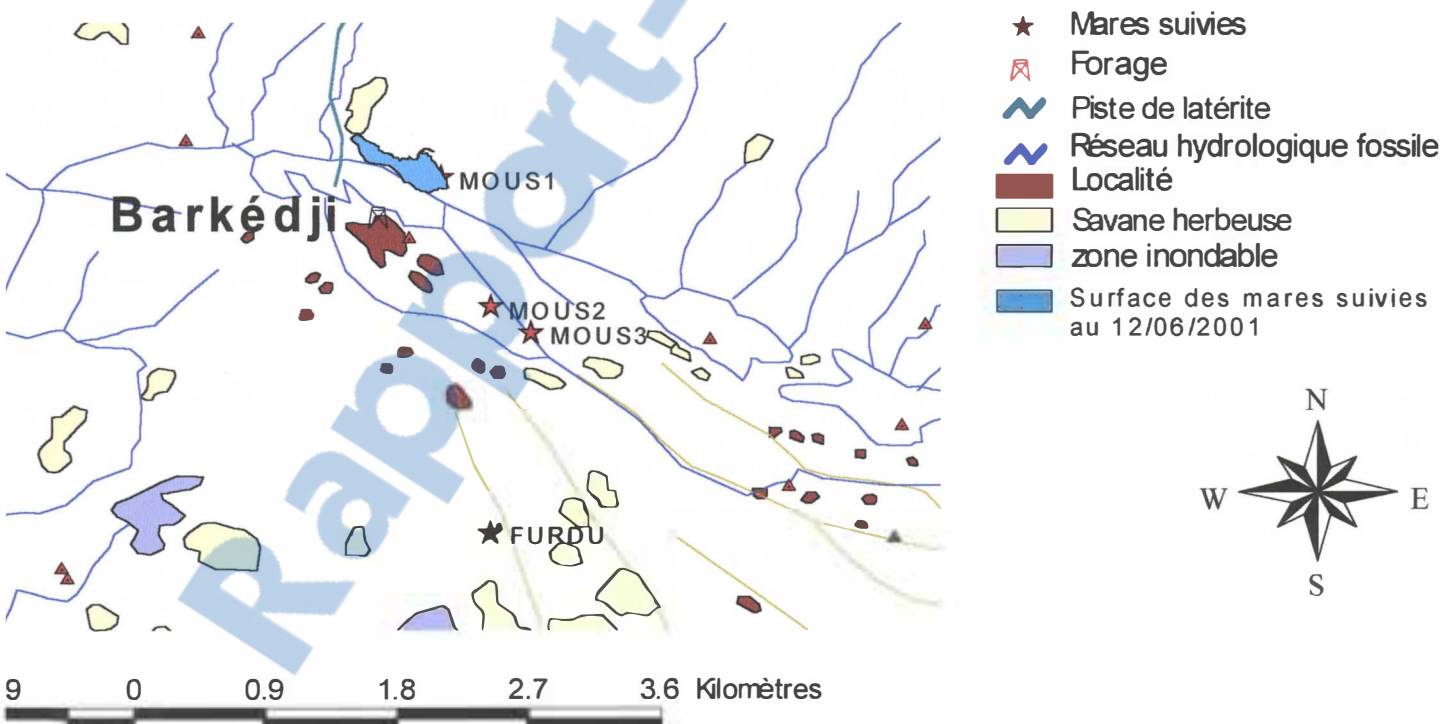 Mares suivies
Forage
Piste de latérite
Réseau hydrologique fossile
Localité
Savane herbeuse
zone inondable
Surface des mares suivies
au 12/06/2001
MOUS1
Barkédji
MOUS2
MOUS3
FURDU
N
W E
S
9 0 0.9 1.8 2.7 3.6 Kilomètres
Rapport-